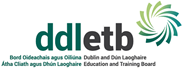 ddletb
Bord Oideachais agus Oiliúna Dublin and Dún Laoghaire
Átha Cliath agus Dhún Laoghaire Education and Training Board